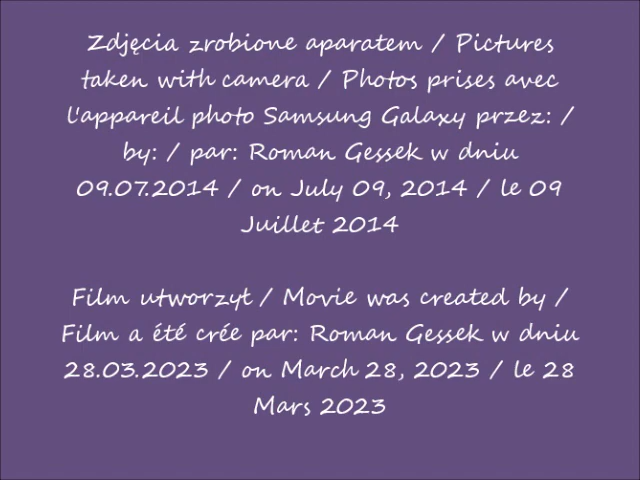 Zdjęcia zrobione aparatem / Pictures
taken with camera / Photos prises avec
l'appareil photo Samsung Galaxy przez: /
by: / par: Roman Gessek w dniu
09.07.2014 / on July 09, 2014 / le 09
Juillet 2014
Film utworzył / Movie was created by /
Film a été crée par: Roman Gessek w dniu
28.03.2023 / on March 28, 2023 / le 28
Mars 2023